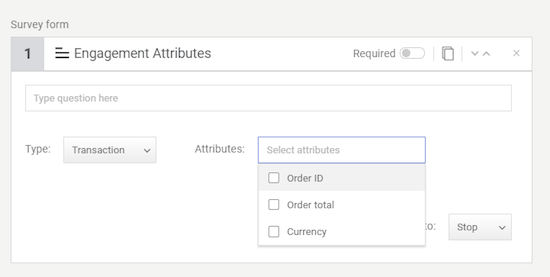 Survey form
1 Engagement Attributes Required
Type question here
Type: Transaction Attributes: Select attributes
Order ID
Order total
Currency
to: Stop